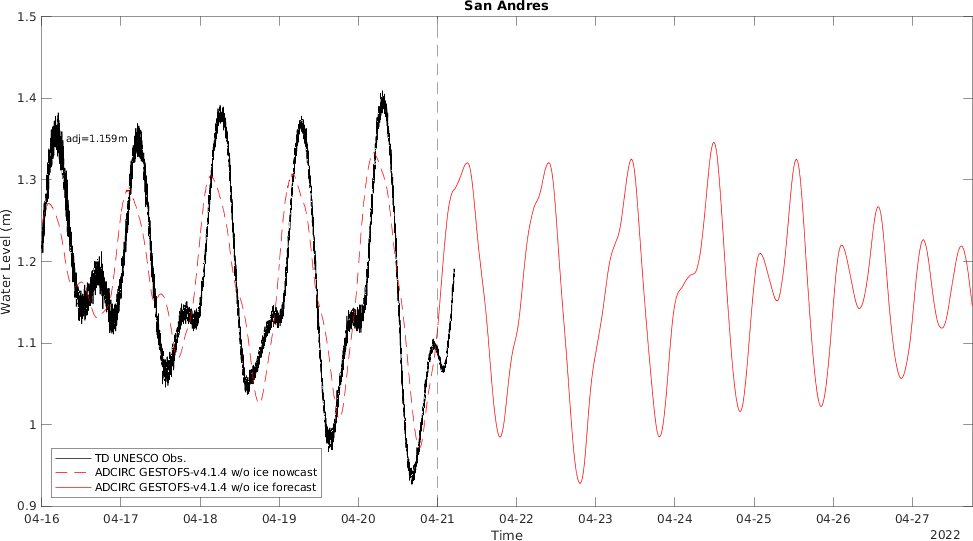 San Andres
1.5
1.4
1.3
1.2
1.1
1
0.9
Water Level (m)
adj=1.159m
TD UNESCO Obs.
ADCIRC GESTOFS-v4.1.4 w/o ice nowcast
ADCIRC GESTOFS-v4.1.4 w/o ice forecast
04-16 04-17 04-18 04-19 04-20 04-21 04-22 04-23 04-24 04-25 04-26 04-27
Time
2022